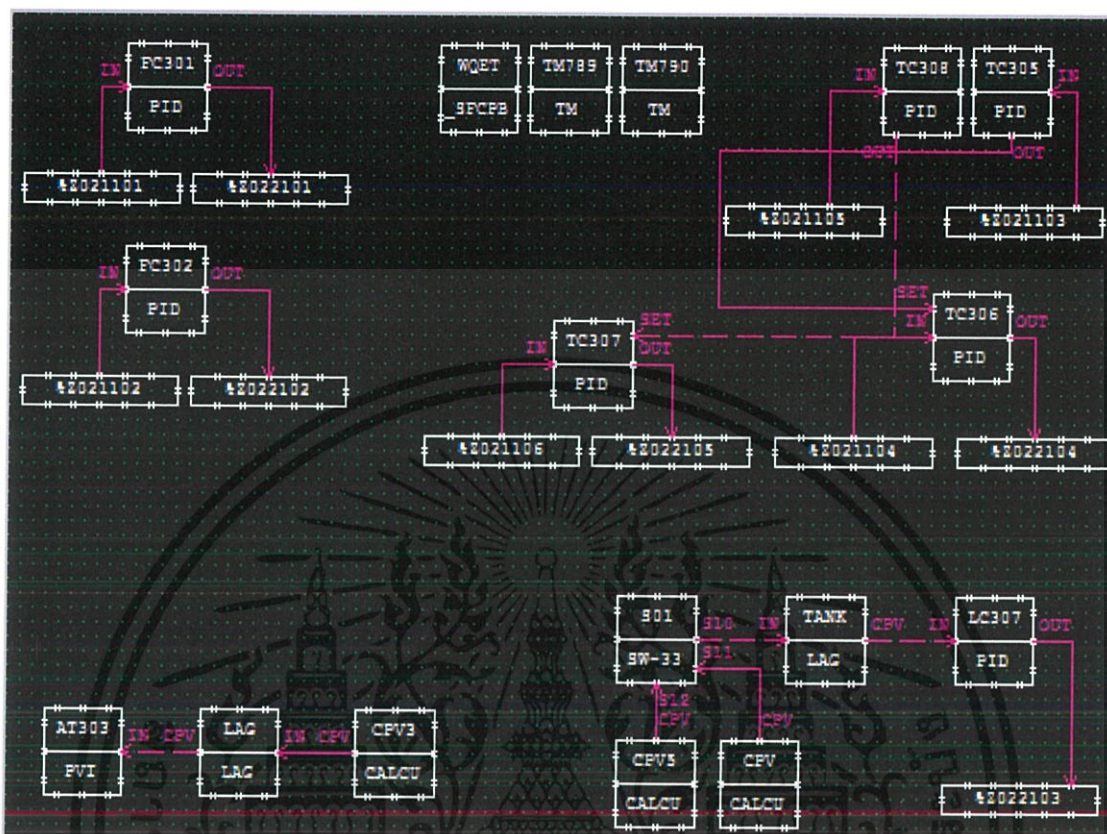 FC301
IN
OUT
PID
%Z021101
%Z022101
WQET
TM789
TM790
_SFCPB
TM
TM
TC308
TC305
IN
IN
PID
PID
OUT
OUT
%Z021105
%Z021103
FC302
IN
OUT
PID
%Z021102
%Z022102
SET
TC307
IN
OUT
PID
%Z021106
%Z022105
SET
TC306
IN
OUT
PID
%Z021104
%Z022104
S01
S10
IN
TANK
CPV
IN
LC307
OUT
SW-33
S11
LAG
PID
S12
CPV
CPV
CPV5
CPV
CALCU
CALCU
%Z022103
AT303
IN
CPV
LAG
IN
CPV
CPV3
PVI
LAG
CALCU